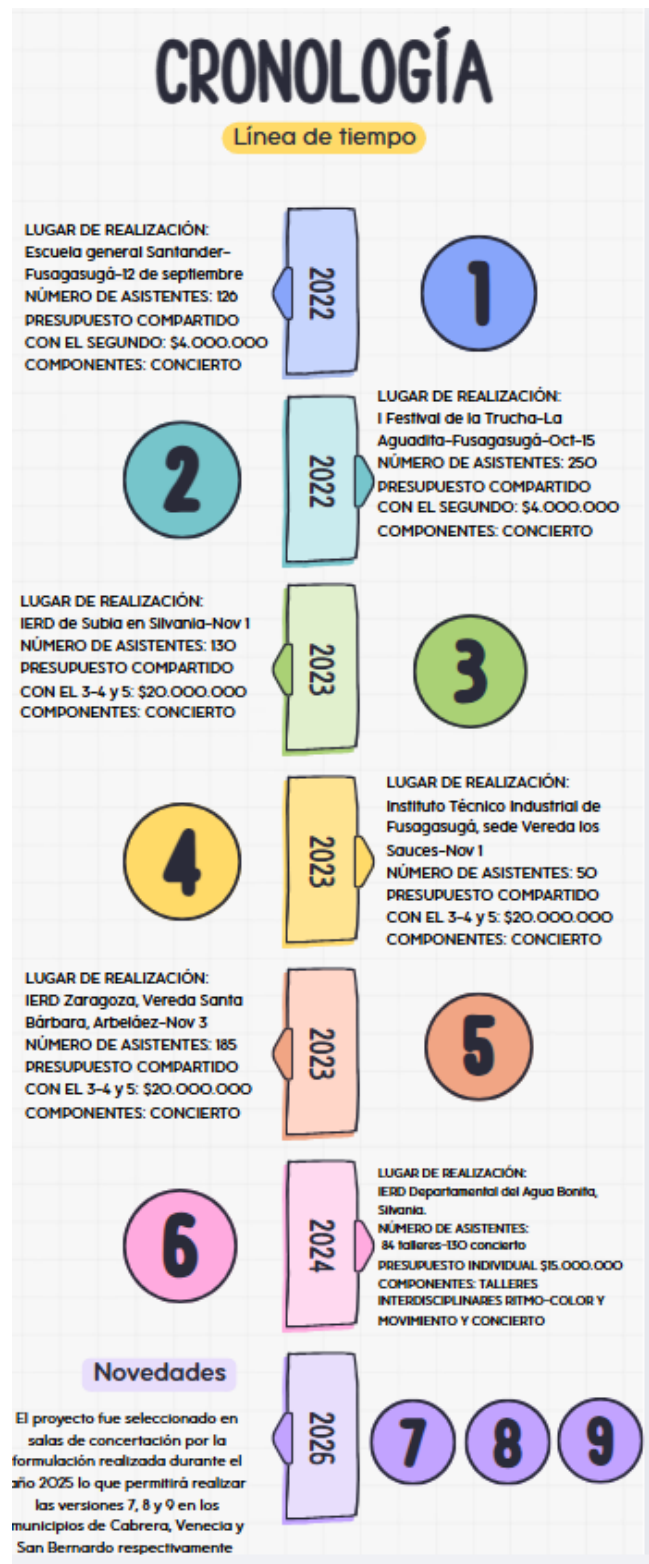 CRONOLOGÍA
Línea de tiempo
LUGAR DE REALIZACIÓN:
Escuela general Santander-
Fusagasugá-12 de septiembre
NÚMERO DE ASISTENTES: 126
PRESUPUESTO COMPARTIDO
CON EL SEGUNDO: $4.000.000
COMPONENTES: CONCIERTO
2022
1
2
2022
LUGAR DE REALIZACIÓN:
I Festival de la Trucha-La
Aguadita-Fusagasugá-Oct-15
NÚMERO DE ASISTENTES: 250
PRESUPUESTO COMPARTIDO
CON EL SEGUNDO: $4.000.000
COMPONENTES: CONCIERTO
LUGAR DE REALIZACIÓN:
IERD de Subia en Silvania-Nov 1
NÚMERO DE ASISTENTES: 130
PRESUPUESTO COMPARTIDO
CON EL 3-4 y 5: $20.000.000
COMPONENTES: CONCIERTO
2023
3
4
2023
LUGAR DE REALIZACIÓN:
Instituto Técnico Industrial de
Fusagasugá, sede Vereda los
Sauces-Nov 1
NÚMERO DE ASISTENTES: 50
PRESUPUESTO COMPARTIDO
CON EL 3-4 y 5: $20.000.000
COMPONENTES: CONCIERTO
LUGAR DE REALIZACIÓN:
IERD Zaragoza, Vereda Santa
Bárbara, Arbeláez-Nov 3
NÚMERO DE ASISTENTES: 185
PRESUPUESTO COMPARTIDO
CON EL 3-4 y 5: $20.000.000
COMPONENTES: CONCIERTO
2023
5
6
2024
LUGAR DE REALIZACIÓN:
IERD Departamental del Agua Bonita,
Silvania.
NÚMERO DE ASISTENTES:
84 talleres-130 concierto
PRESUPUESTO INDIVIDUAL $15.000.000
COMPONENTES: TALLERES
INTERDISCIPLINARES RITMO-COLOR Y
MOVIMIENTO Y CONCIERTO
Novedades
El proyecto fue seleccionado en
salas de concertación por la
formulación realizada durante el
año 2025 lo que permitirá realizar
las versiones 7, 8 y 9 en los
municipios de Cabrera, Venecia y
San Bernardo respectivamente
2026
7 8 9